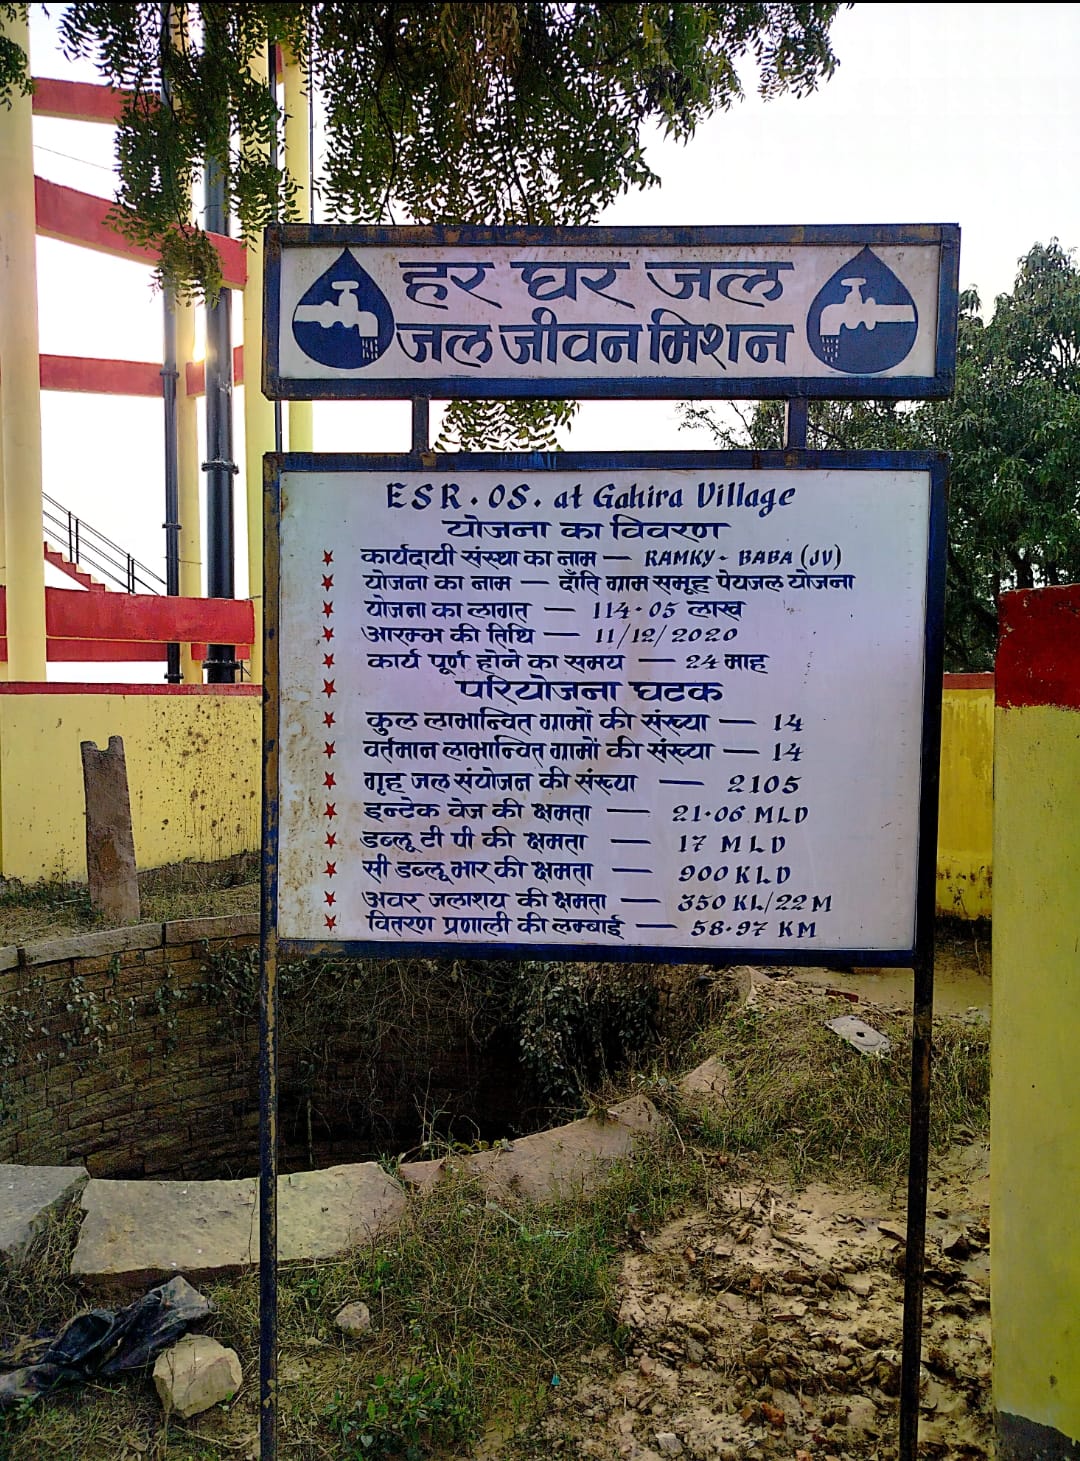 हर घर जल
जल जीवन मिशन
ESR. OS. at Gahira Village
योजना का विवरण
कार्यदायी संस्था का नाम — RAMKY - BABA (JV)
योजना का नाम — दाँति ग्राम समूह पेयजल योजना
योजना का लागत — 114.05 लाख
आरम्भ की तिथि — 11/12/2020
कार्य पूर्ण होने का समय — 24 माह
परियोजना घटक
कुल लाभान्वित ग्रामों की संख्या — 14
वर्तमान लाभान्वित ग्रामों की संख्या — 14
गृह जल संयोजन की संख्या — 2105
इन्टेक वेज की क्षमता — 21.06 MLD
डब्लू टी पी की क्षमता — 17 MLD
सी डब्लू भार की क्षमता — 900 KLD
अवर जलाशय की क्षमता — 350 KL/22M
वितरण प्रणाली की लम्बाई — 58.97 KM